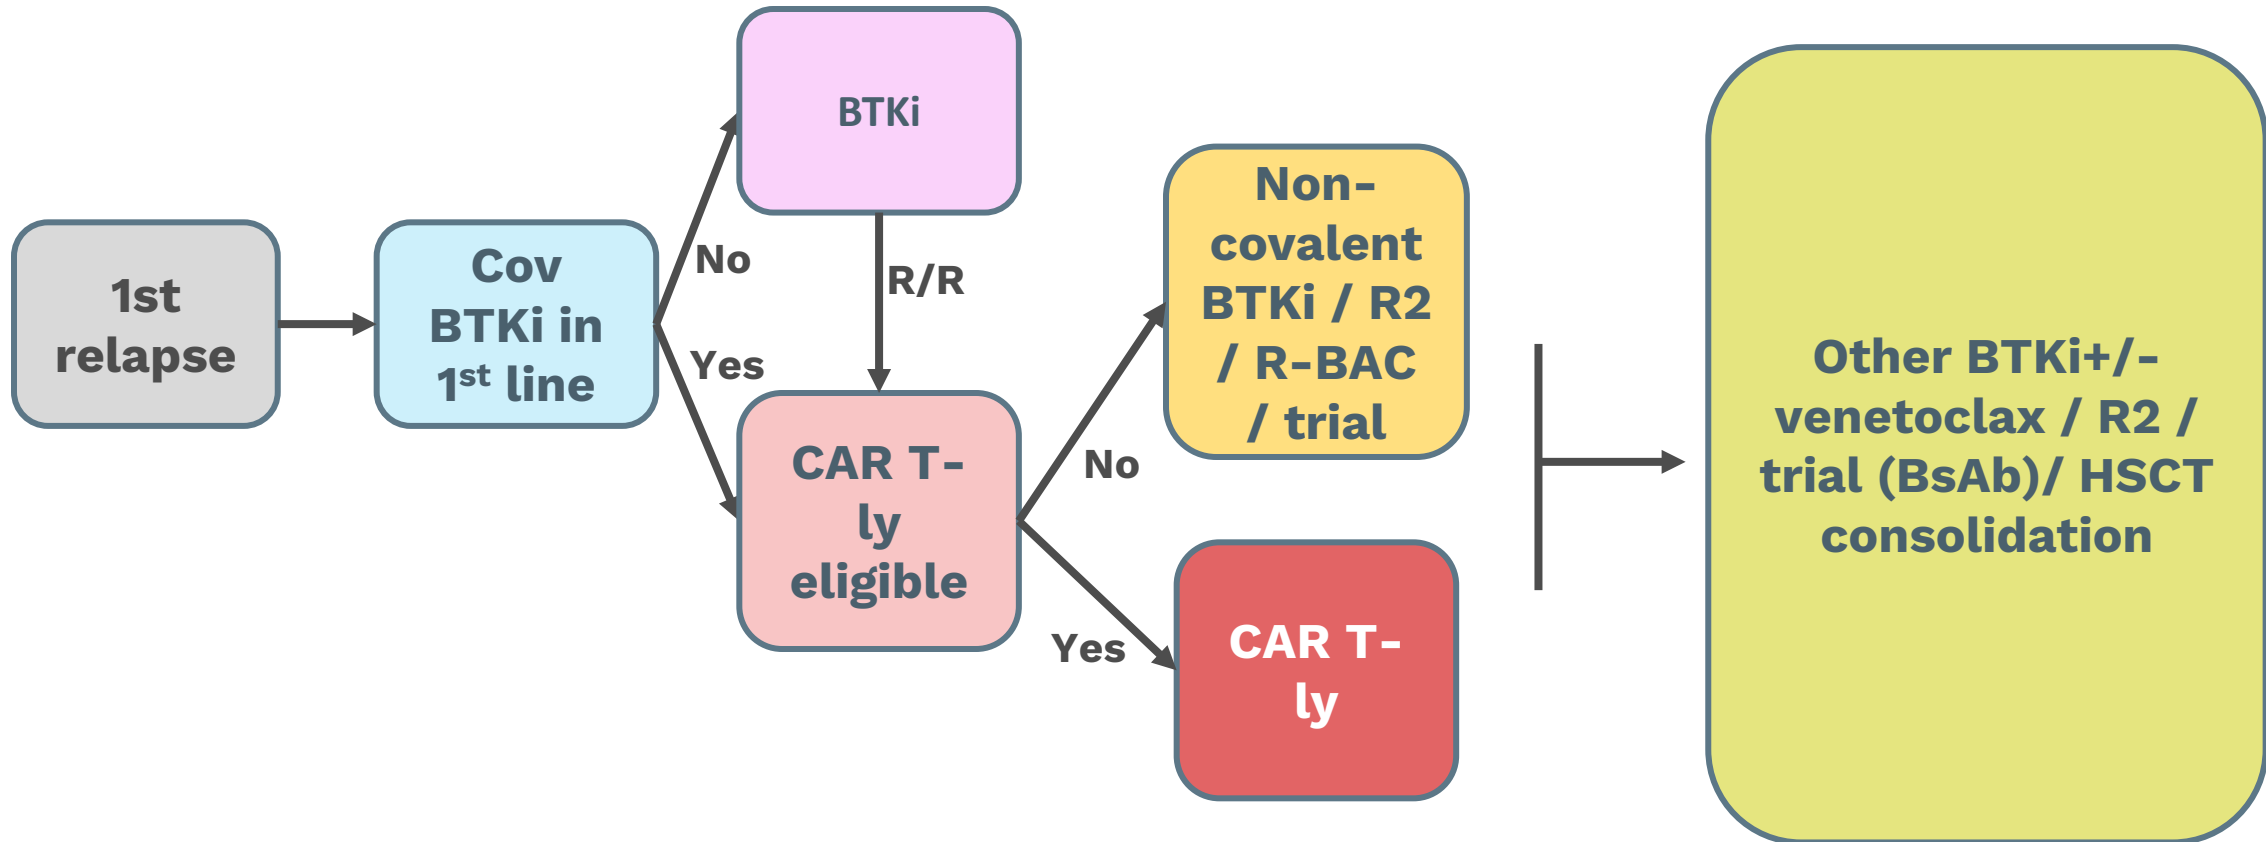 1st
relapse
Cov
BTKi in
1st line
No
Yes
BTKi
R/R
CAR T-
ly
eligible
No
Yes
Non-
covalent
BTKi / R2
/ R-BAC
/ trial
CAR T-
ly
Other BTKi+/-
venetoclax / R2 /
trial (BsAb)/ HSCT
consolidation